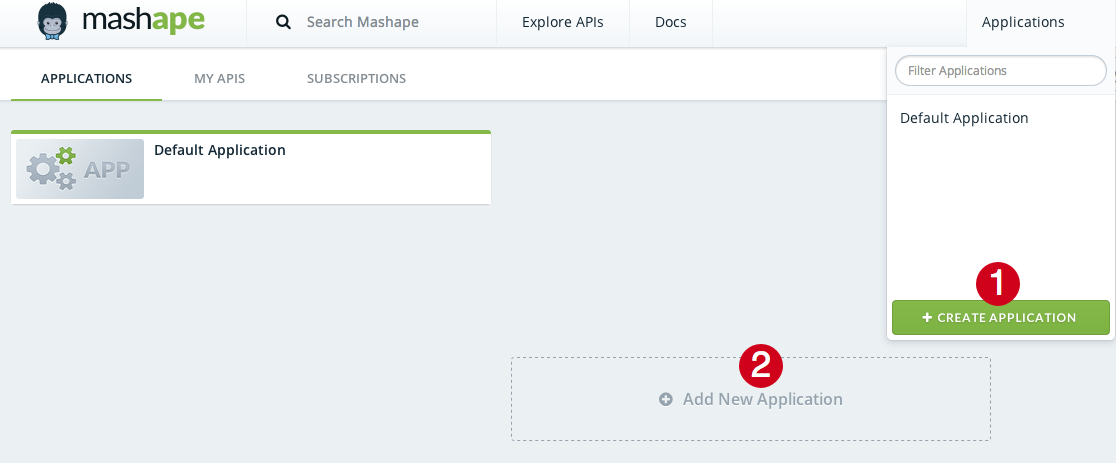 mashape
Search Mashape
Explore APIs
Docs
Applications
APPLICATIONS
MY APIS
SUBSCRIPTIONS
Filter Applications
Default Application
Default Application
APP
1
+ CREATE APPLICATION
2
Add New Application